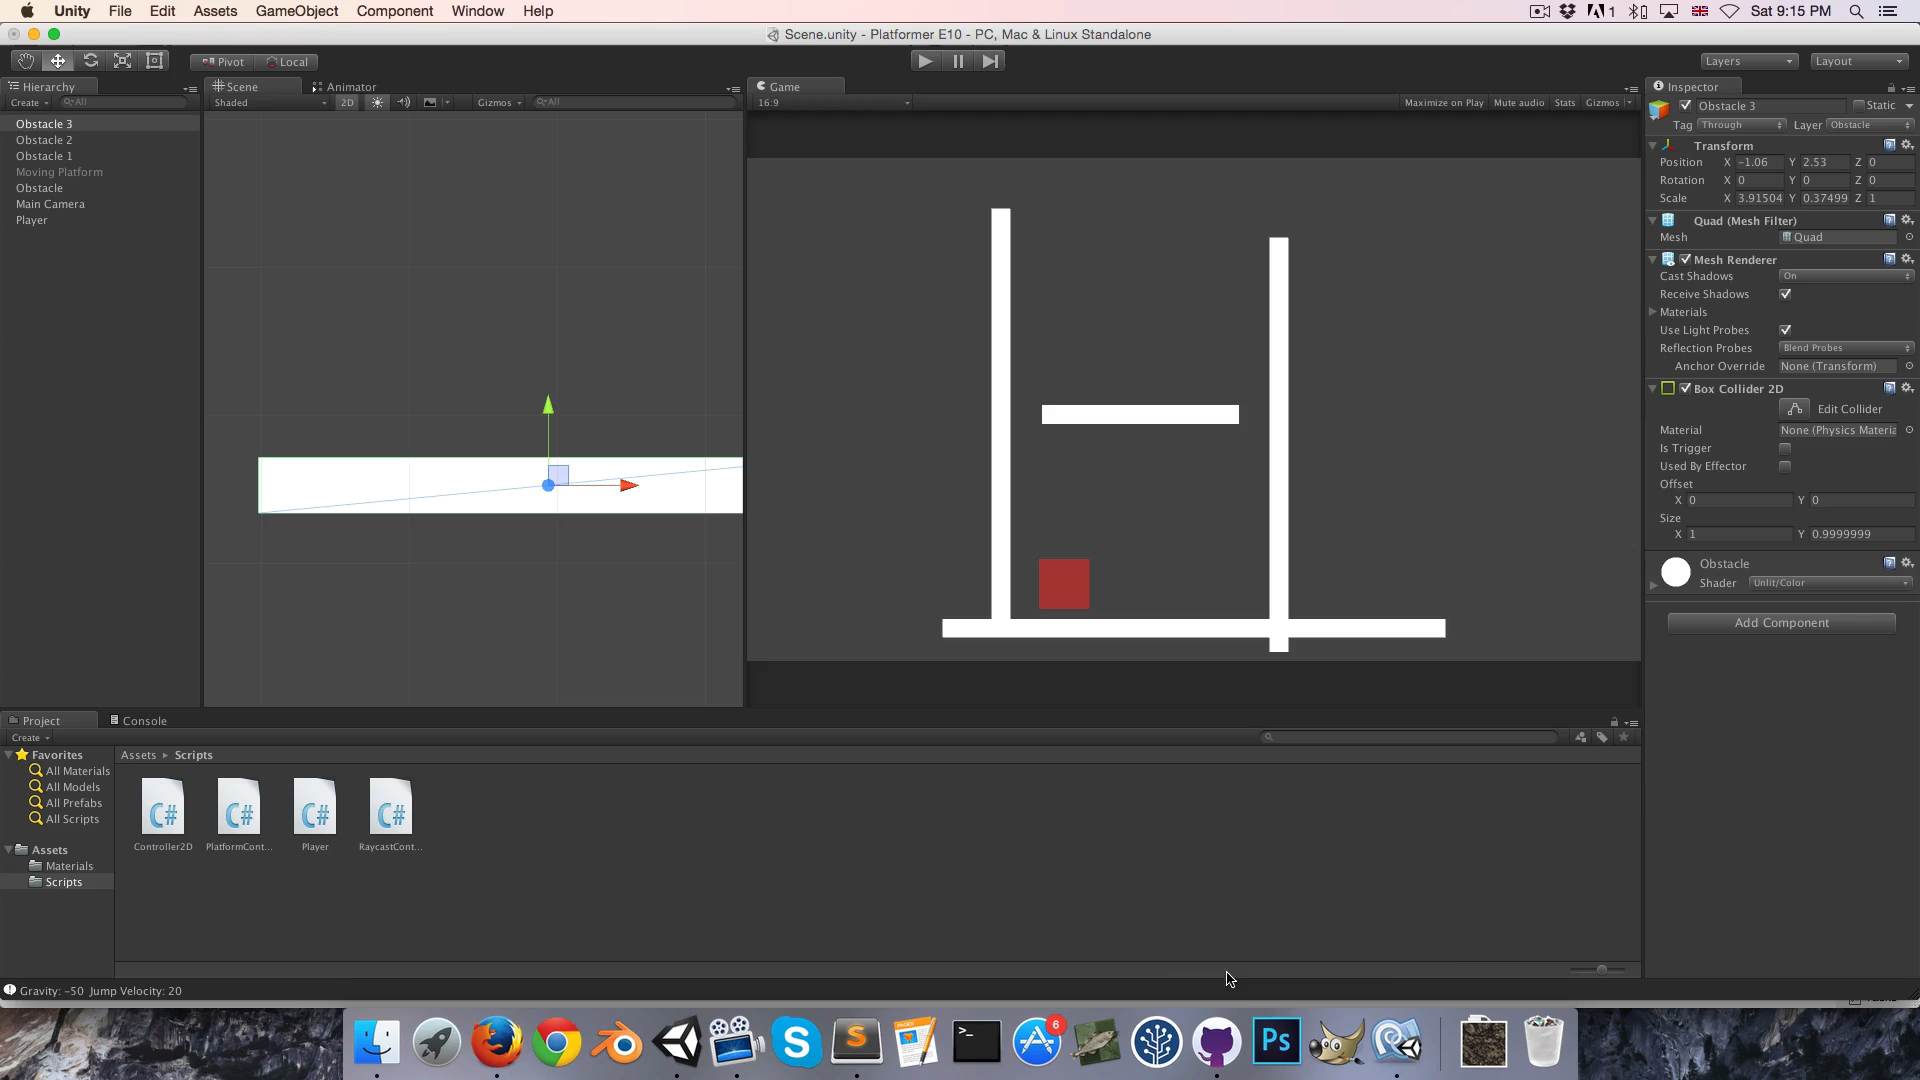 Unity File Edit Assets GameObject Component Window Help
1 Sat 9:15 PM
Scene.unity - Platformer E10 - PC, Mac & Linux Standalone
Pivot Local
Layers Layout
Hierarchy
Create All
Obstacle 3
Obstacle 2
Obstacle 1
Moving Platform
Obstacle
Main Camera
Player
Scene Animator
Shaded 2D Gizmos All
Game
16:9 Maximize on Play Mute audio Stats Gizmos
Inspector
Obstacle 3 Static
Tag Through Layer Obstacle
Transform
Position X -1.06 Y 2.53 Z 0
Rotation X 0 Y 0 Z 0
Scale X 3.91504 Y 0.37499 Z 1
Quad (Mesh Filter)
Mesh Quad
Mesh Renderer
Cast Shadows On
Receive Shadows
Materials
Use Light Probes
Reflection Probes Blend Probes
Anchor Override None (Transform)
Box Collider 2D
Edit Collider
Material None (Physics Materia
Is Trigger
Used By Effector
Offset
X 0 Y 0
Size
X 1 Y 0.9999999
Obstacle
Shader Unlit/Color
Add Component
Project Console
Create
Favorites
All Materials
All Models
All Prefabs
All Scripts
Assets
Materials
Scripts
Assets Scripts
C# C# C# C#
Controller2D PlatformCont... Player RaycastCont...
Gravity: -50 Jump Velocity: 20
S
PAGES
>_
6
Ps